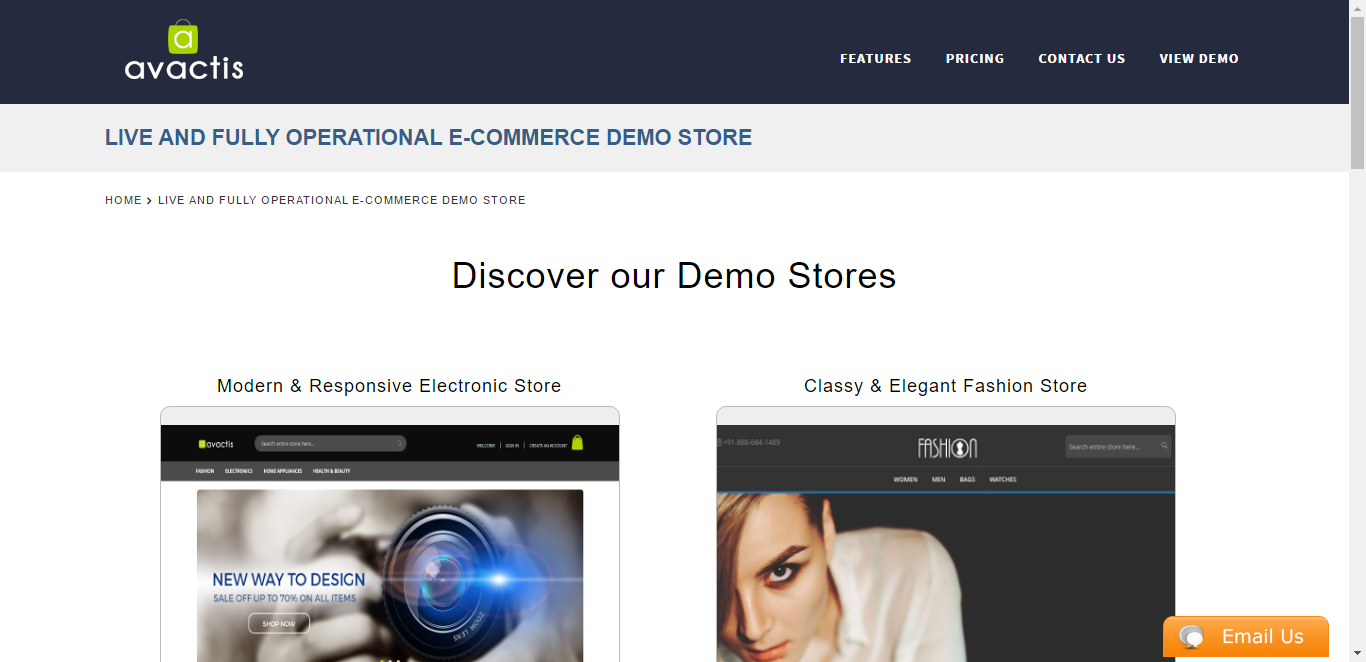 a
avactis
FEATURES PRICING CONTACT US VIEW DEMO
LIVE AND FULLY OPERATIONAL E-COMMERCE DEMO STORE
HOME > LIVE AND FULLY OPERATIONAL E-COMMERCE DEMO STORE
Discover our Demo Stores
Modern & Responsive Electronic Store
avactis Search entire store here... WELCOME | SIGN IN | CREATE AN ACCOUNT
FASHION ELECTRONICS HOME APPLIANCES HEALTH & BEAUTY
NEW WAY TO DESIGN
SALE OFF UP TO 70% ON ALL ITEMS
SHOP NOW
ZOOM LENS
Classy & Elegant Fashion Store
+91-888-684-1489 FASHION Search entire store here...
WOMEN MEN BAGS WATCHES
Email Us